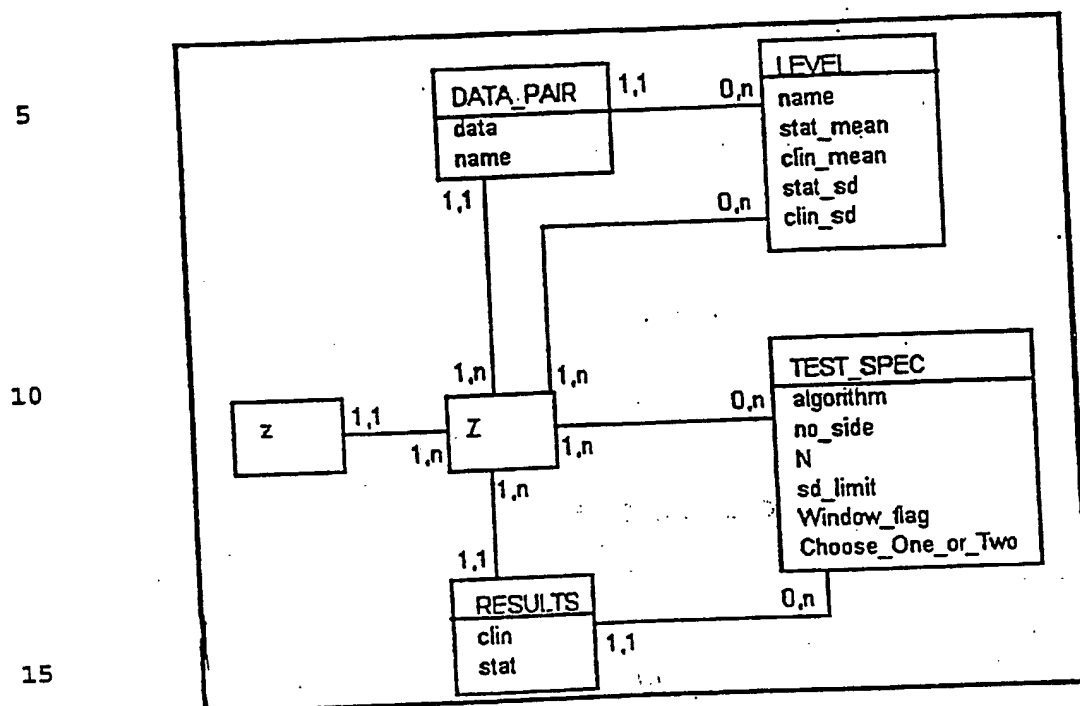 5
10
15
DATA_PAIR
data
name
1,1
0,n
LEVEL
name
stat_mean
clin_mean
stat_sd
clin_sd
1,1
0,n
1,n
1,n
z
1,1
1,n
Z
1,n
0,n
TEST_SPEC
algorithm
no_side
N
sd_limit
Window_flag
Choose_One_or_Two
1,n
1,1
RESULTS
clin
stat
1,1
0,n